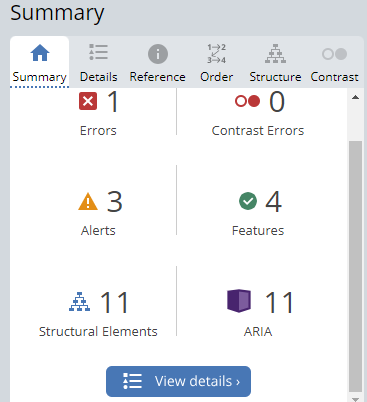 Summary
Summary Details Reference Order Structure Contrast
1 0
Errors Contrast Errors
3 4
Alerts Features
11 11
Structural Elements ARIA
View details ›